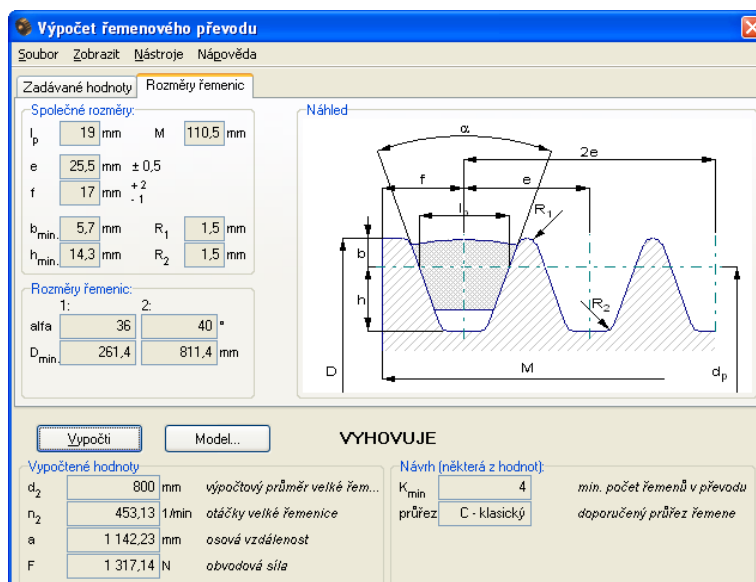 Výpočet řemenového převodu
Soubor Zobrazit Nástroje Nápověda
Zadávané hodnoty Rozměry řemenic
Společné rozměry:
lp 19 mm M 110,5 mm
e 25,5 mm ± 0,5
f 17 mm + 2 - 1
bmin. 5,7 mm R1 1,5 mm
hmin. 14,3 mm R2 1,5 mm
Rozměry řemenic:
1: 2:
alfa 36 40 °
Dmin. 261,4 811,4 mm
Náhled
α
2e
f e
lp R1
b
h R2
D M dp
Vypočti Model... VYHOVUJE
Vypočtené hodnoty
d2 800 mm výpočtový průměr velké řem...
n2 453,13 1/min otáčky velké řemenice
a 1 142,23 mm osová vzdálenost
F 1 317,14 N obvodová síla
Návrh (některá z hodnot):
Kmin 4 min. počet řemenů v převodu
průřez C - klasický doporučený průřez řemene